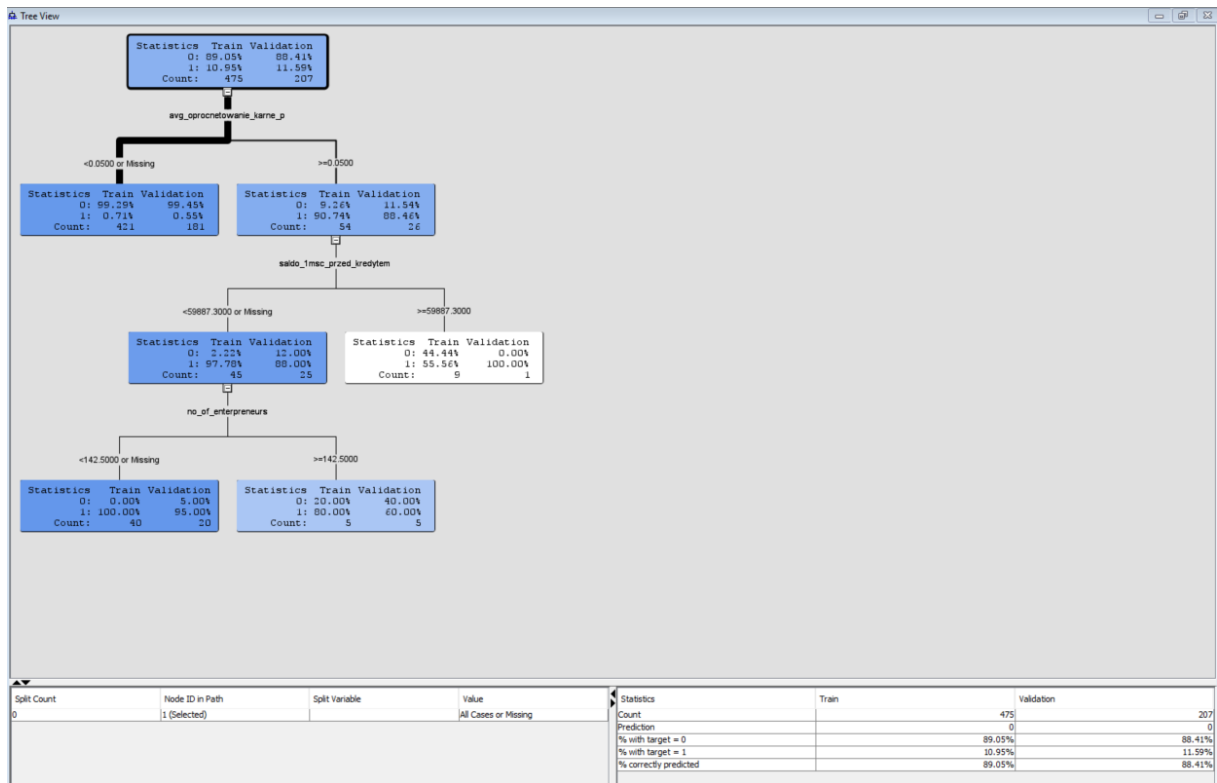 Tree View
Statistics Train Validation
0: 89.05% 88.41%
1: 10.95% 11.59%
Count: 475 207
avg_oprocnetowanie_karne_p
<0.0500 or Missing >=0.0500
Statistics Train Validation
0: 99.29% 99.45%
1: 0.71% 0.55%
Count: 421 181
Statistics Train Validation
0: 9.26% 11.54%
1: 90.74% 88.46%
Count: 54 26
saldo_1msc_przed_kredytem
<59887.3000 or Missing >=59887.3000
Statistics Train Validation
0: 2.22% 12.00%
1: 97.78% 88.00%
Count: 45 25
Statistics Train Validation
0: 44.44% 0.00%
1: 55.56% 100.00%
Count: 9 1
no_of_enterpreneurs
<142.5000 or Missing >=142.5000
Statistics Train Validation
0: 0.00% 5.00%
1: 100.00% 95.00%
Count: 40 20
Statistics Train Validation
0: 20.00% 40.00%
1: 80.00% 60.00%
Count: 5 5
Split Count Node ID in Path Split Variable Value
0 1 (Selected) All Cases or Missing
Statistics Train Validation
Count 475 207
Prediction 0 0
% with target = 0 89.05% 88.41%
% with target = 1 10.95% 11.59%
% correctly predicted 89.05% 88.41%